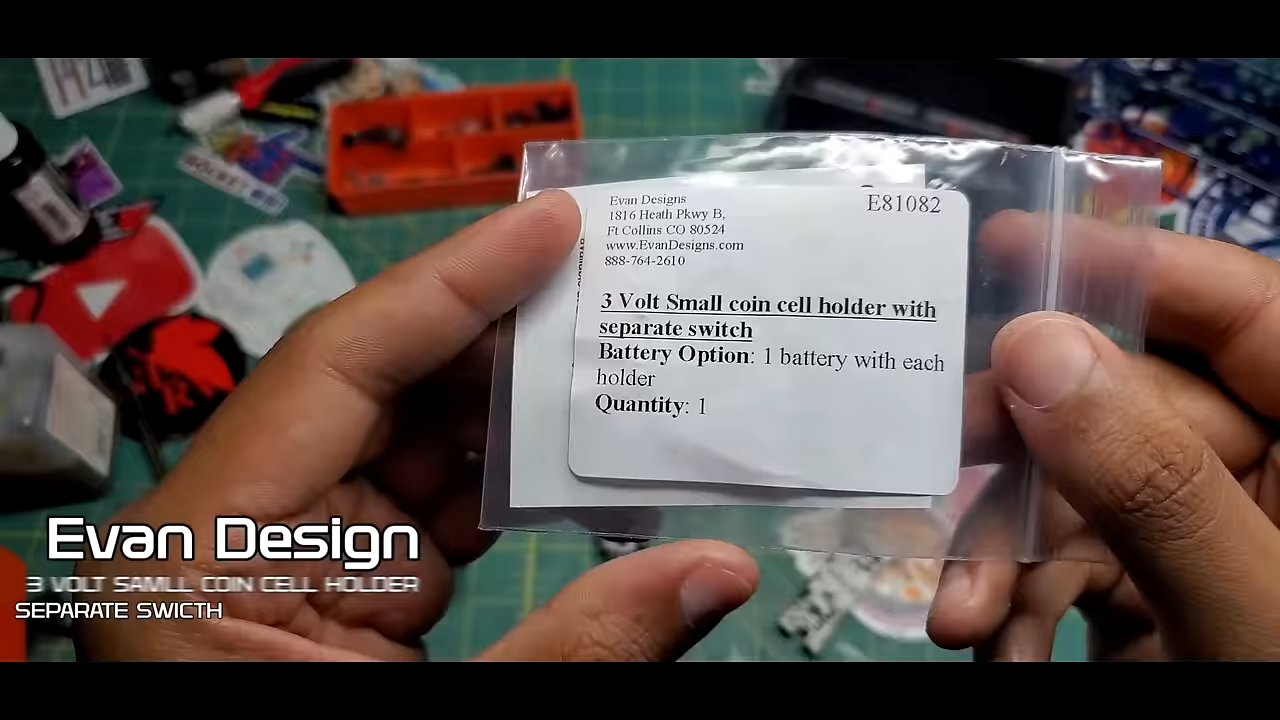 Evan Designs
E81082
1816 Heath Pkwy B,
Ft Collins CO 80524
www.EvanDesigns.com
888-764-2610
3 Volt Small coin cell holder with
separate switch
Battery Option: 1 battery with each
holder
Quantity: 1
Evan Design
3 VOLT SAMLL COIN CELL HOLDER
SEPARATE SWICTH